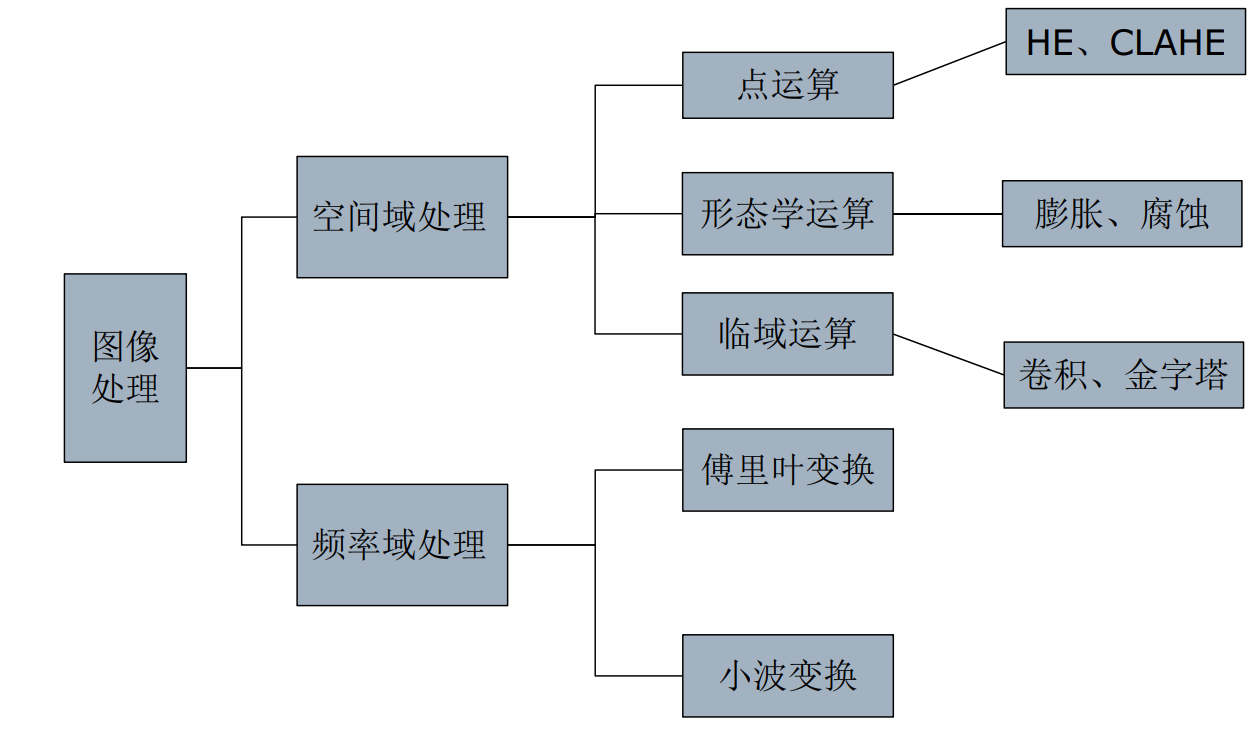 HE、CLAHE
点运算
空间域处理
形态学运算
膨胀、腐蚀
临域运算
图像
处理
卷积、金字塔
频率域处理
傅里叶变换
小波变换